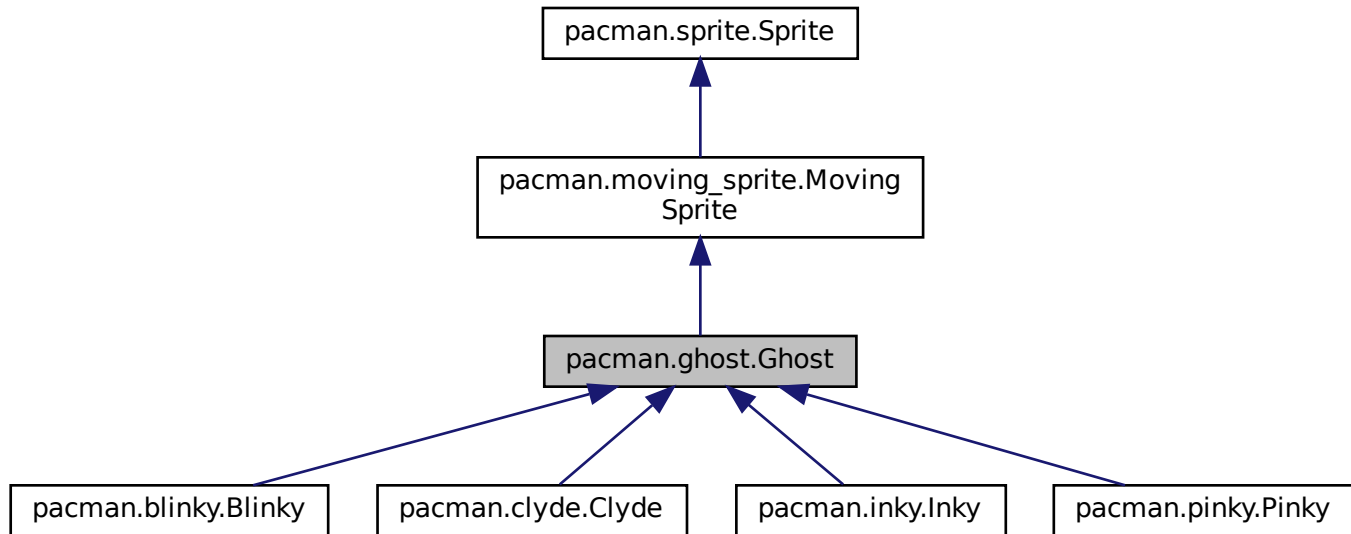 pacman.sprite.Sprite
pacman.moving_sprite.Moving
Sprite
pacman.ghost.Ghost
pacman.blinky.Blinky
pacman.clyde.Clyde
pacman.inky.Inky
pacman.pinky.Pinky